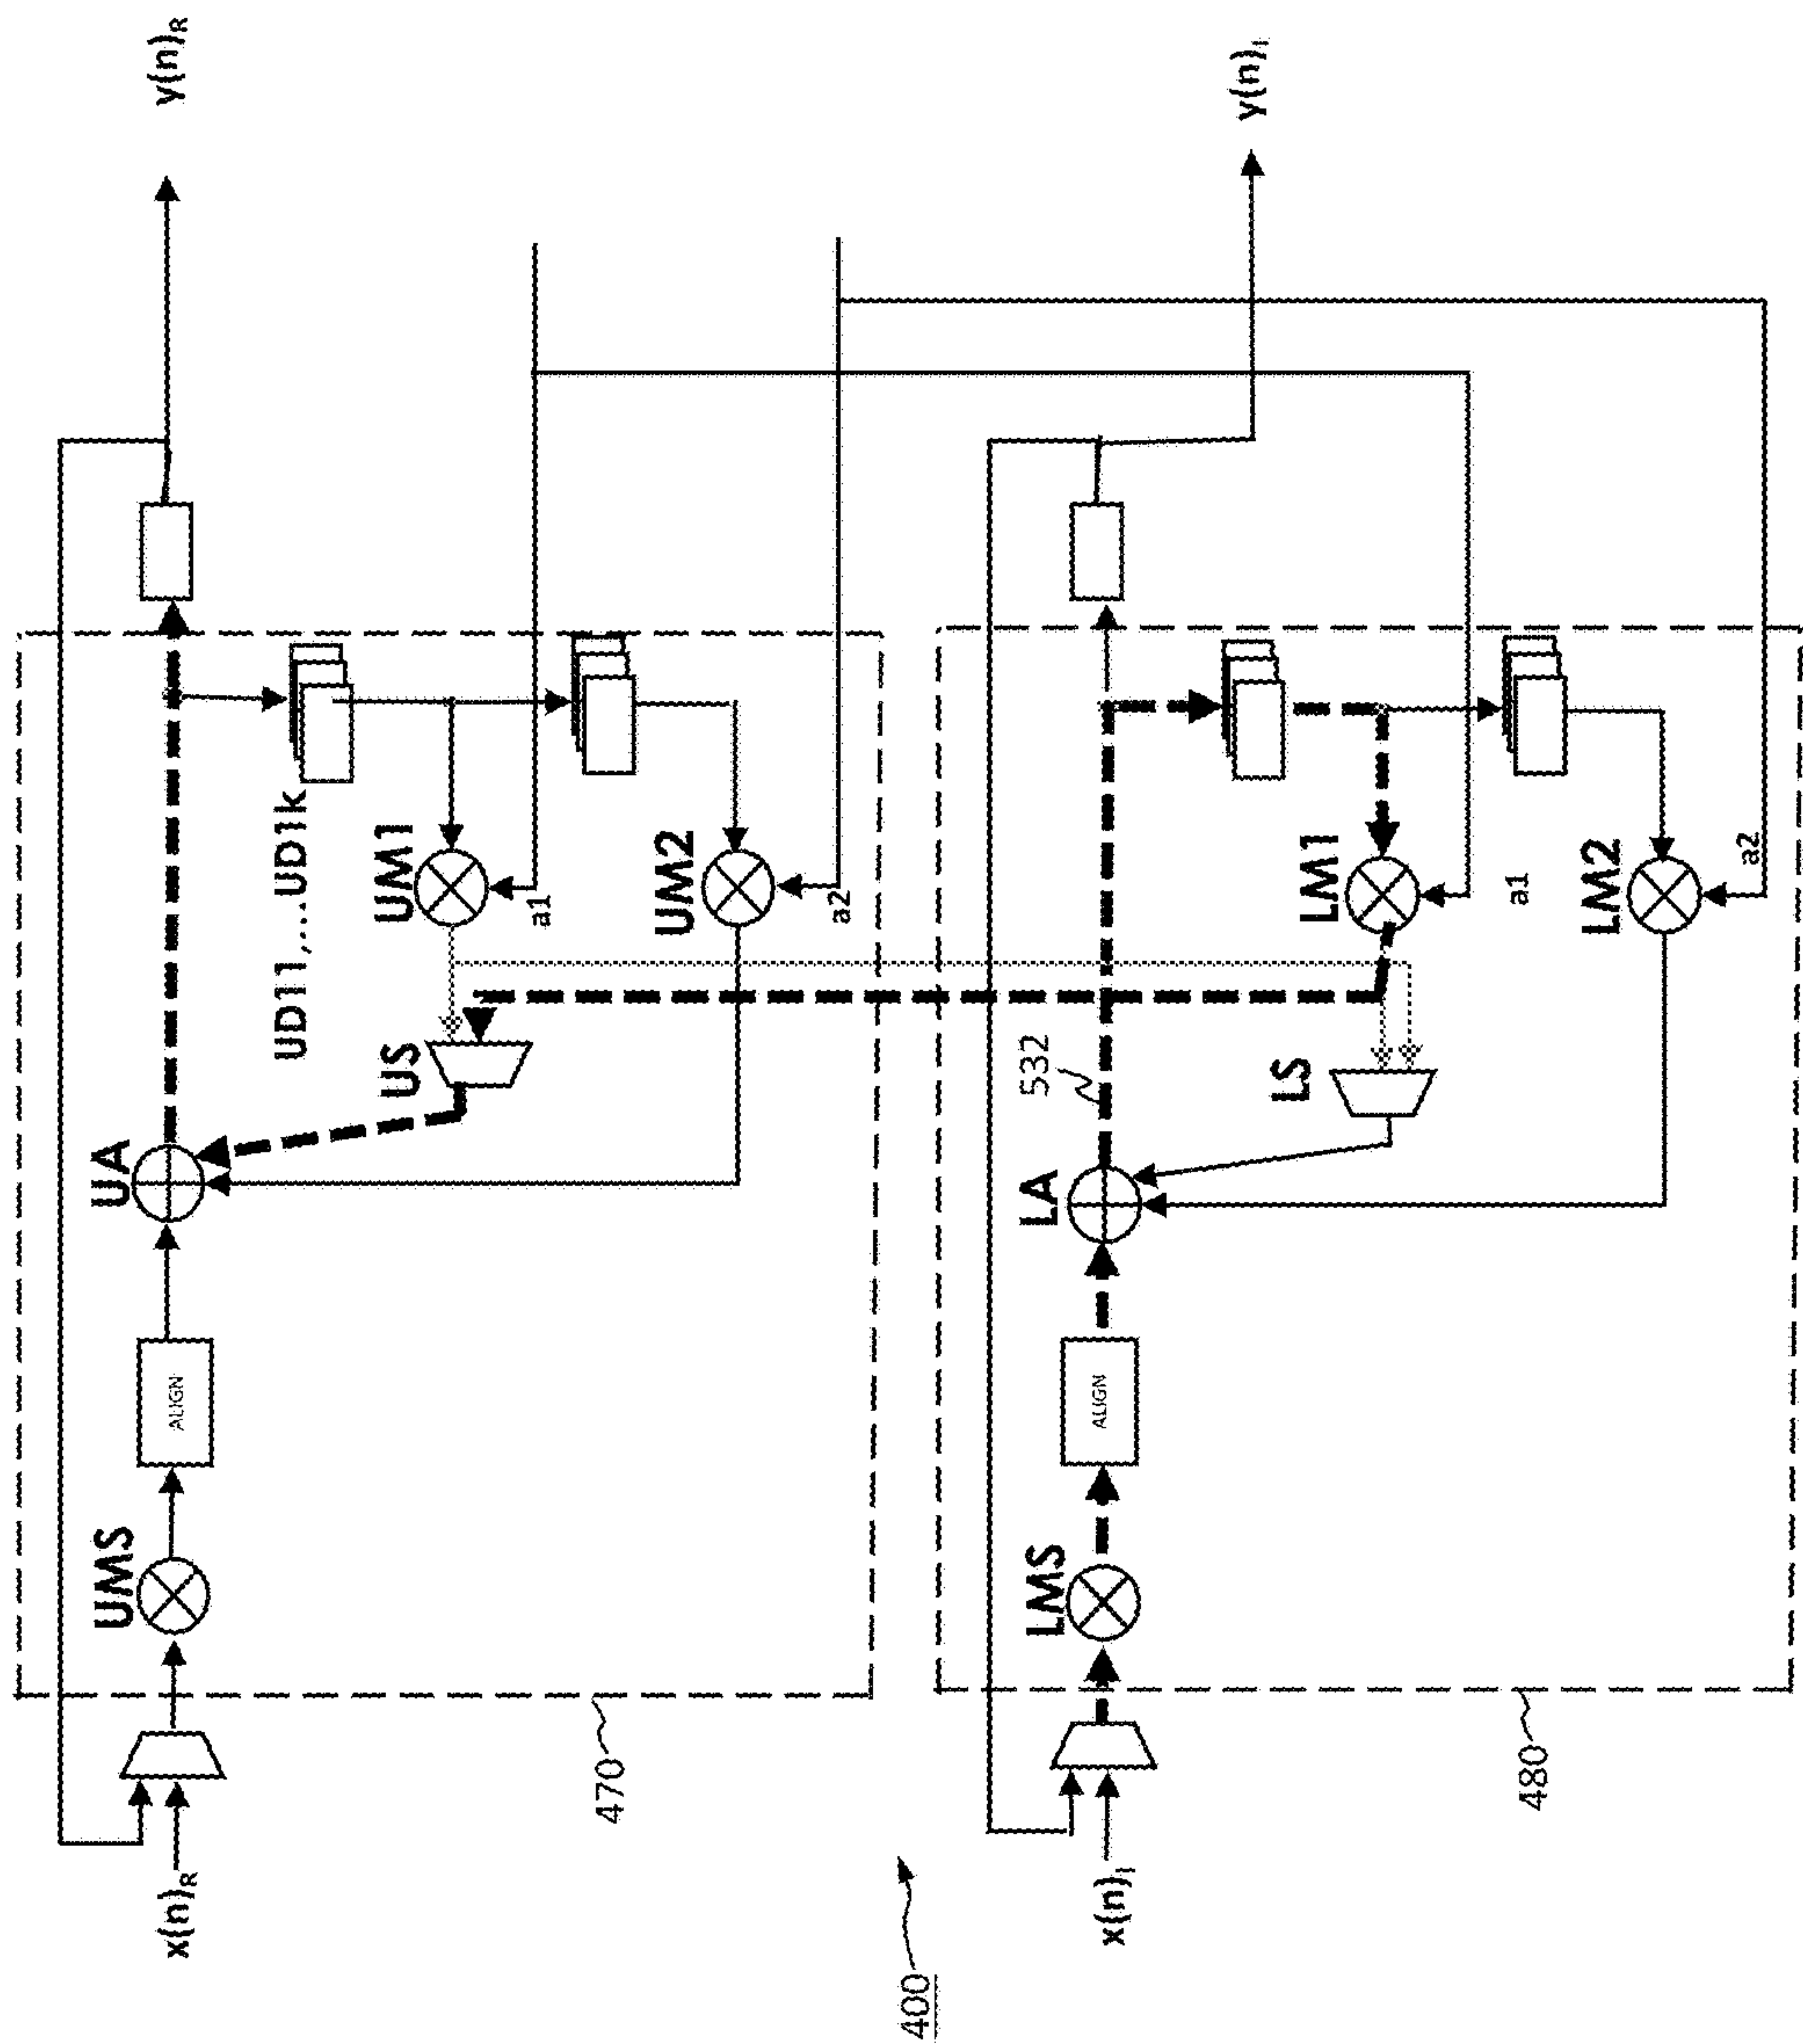 x(n)R
UMS
ALIGN
UA
US
UD11,...UD1k
UM1
a1
UM2
a2
y(n)R
470
400
x(n)I
LMS
ALIGN
LA
532
LS
LM1
a1
LM2
a2
y(n)I
480